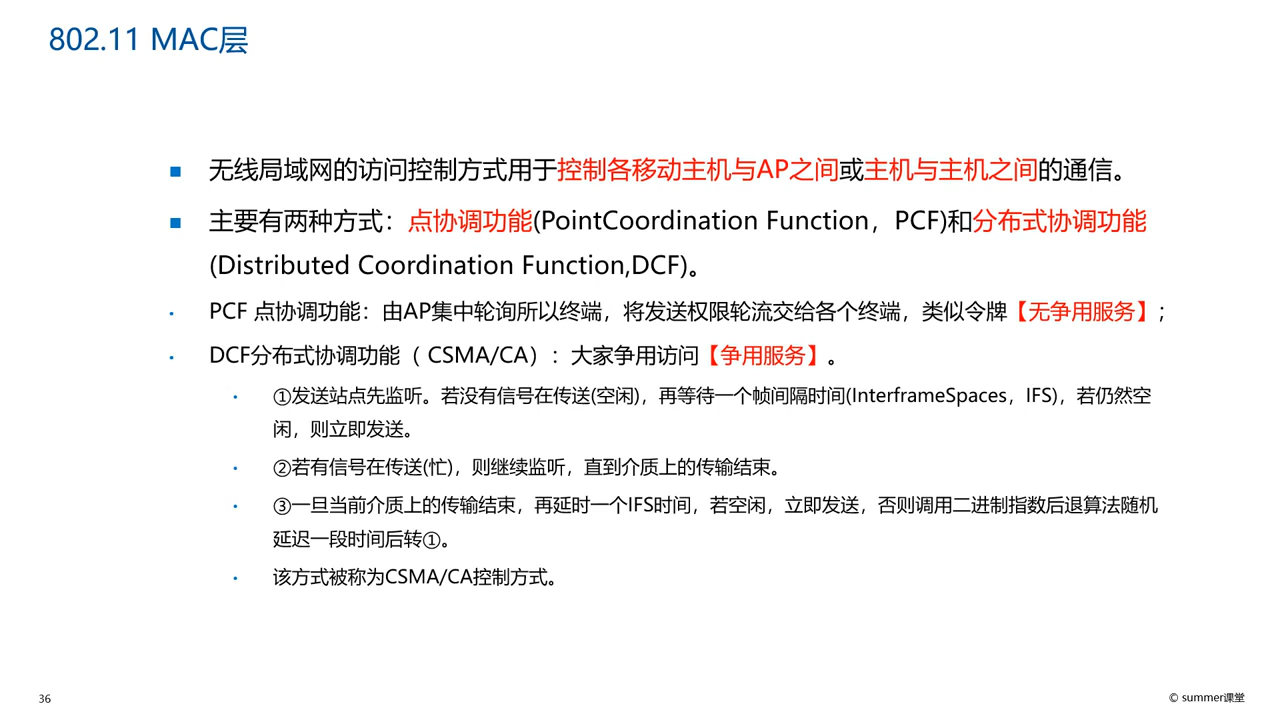 802.11 MAC层
无线局域网的访问控制方式用于控制各移动主机与AP之间或主机与主机之间的通信。
主要有两种方式：点协调功能(PointCoordination Function，PCF)和分布式协调功能
(Distributed Coordination Function,DCF)。
PCF 点协调功能：由AP集中轮询所以终端，将发送权限轮流交给各个终端，类似令牌【无争用服务】；
DCF分布式协调功能（ CSMA/CA）：大家争用访问【争用服务】。
①发送站点先监听。若没有信号在传送(空闲)，再等待一个帧间隔时间(InterframeSpaces，IFS)，若仍然空
闲，则立即发送。
②若有信号在传送(忙)，则继续监听，直到介质上的传输结束。
③一旦当前介质上的传输结束，再延时一个IFS时间，若空闲，立即发送，否则调用二进制指数后退算法随机
延迟一段时间后转①。
该方式被称为CSMA/CA控制方式。
36
© summer课堂